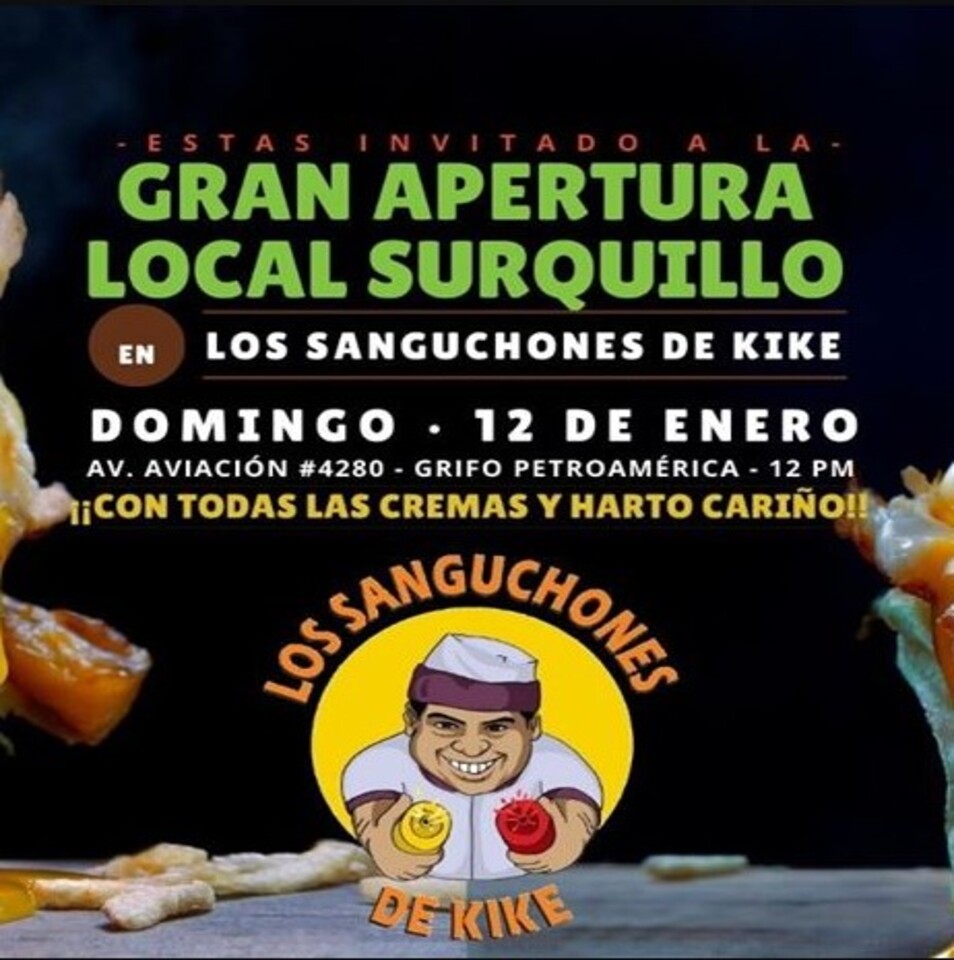 -ESTAS INVITADO A LA-
GRAN APERTURA
LOCAL SURQUILLO
EN LOS SANGUCHONES DE KIKE
DOMINGO · 12 DE ENERO
AV. AVIACIÓN #4280 - GRIFO PETROAMÉRICA - 12 PM
¡¡CON TODAS LAS CREMAS Y HARTO CARIÑO!!
LOS SANGUCHONES
DE KIKE